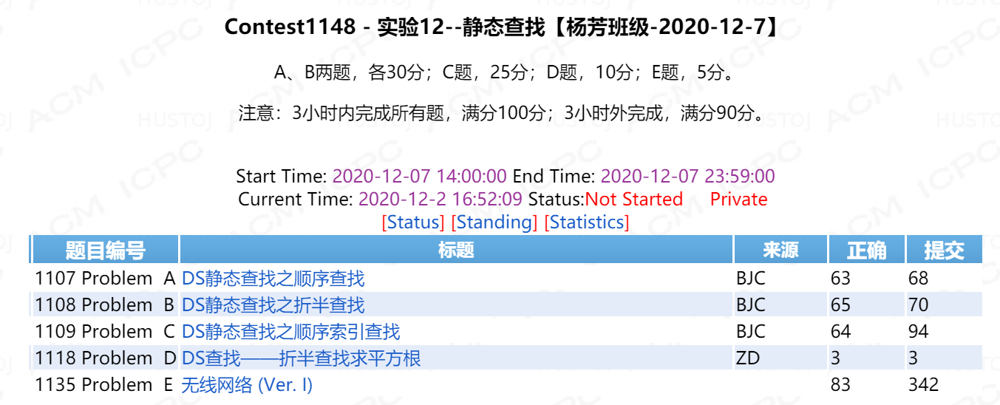 Contest1148 - 实验12--静态查找【杨芳班级-2020-12-7】
A、B两题，各30分；C题，25分；D题，10分；E题，5分。
注意：3小时内完成所有题，满分100分；3小时外完成，满分90分。
Start Time: 2020-12-07 14:00:00 End Time: 2020-12-07 23:59:00
Current Time: 2020-12-2 16:52:09 Status:Not Started Private
[Status] [Standing] [Statistics]
题目编号 标题 来源 正确 提交
1107 Problem A DS静态查找之顺序查找 BJC 63 68
1108 Problem B DS静态查找之折半查找 BJC 65 70
1109 Problem C DS静态查找之顺序索引查找 BJC 64 94
1118 Problem D DS查找——折半查找求平方根 ZD 3 3
1135 Problem E 无线网络 (Ver. I) 83 342
HUSTOJ
ACM ICPC